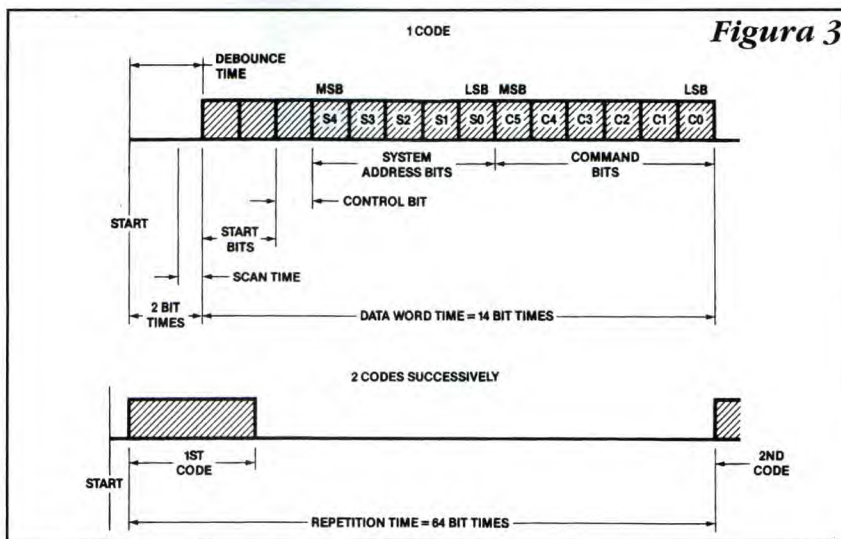 1 CODE
Figura 3
DEBOUNCE
TIME
MSB
LSB
MSB
LSB
S4
S3
S2
S1
S0
C5
C4
C3
C2
C1
C0
SYSTEM
ADDRESS BITS
COMMAND
BITS
CONTROL BIT
START
START
BITS
SCAN TIME
2 BIT
TIMES
DATA WORD TIME = 14 BIT TIMES
2 CODES SUCCESSIVELY
1ST
CODE
2ND
CODE
START
REPETITION TIME = 64 BIT TIMES